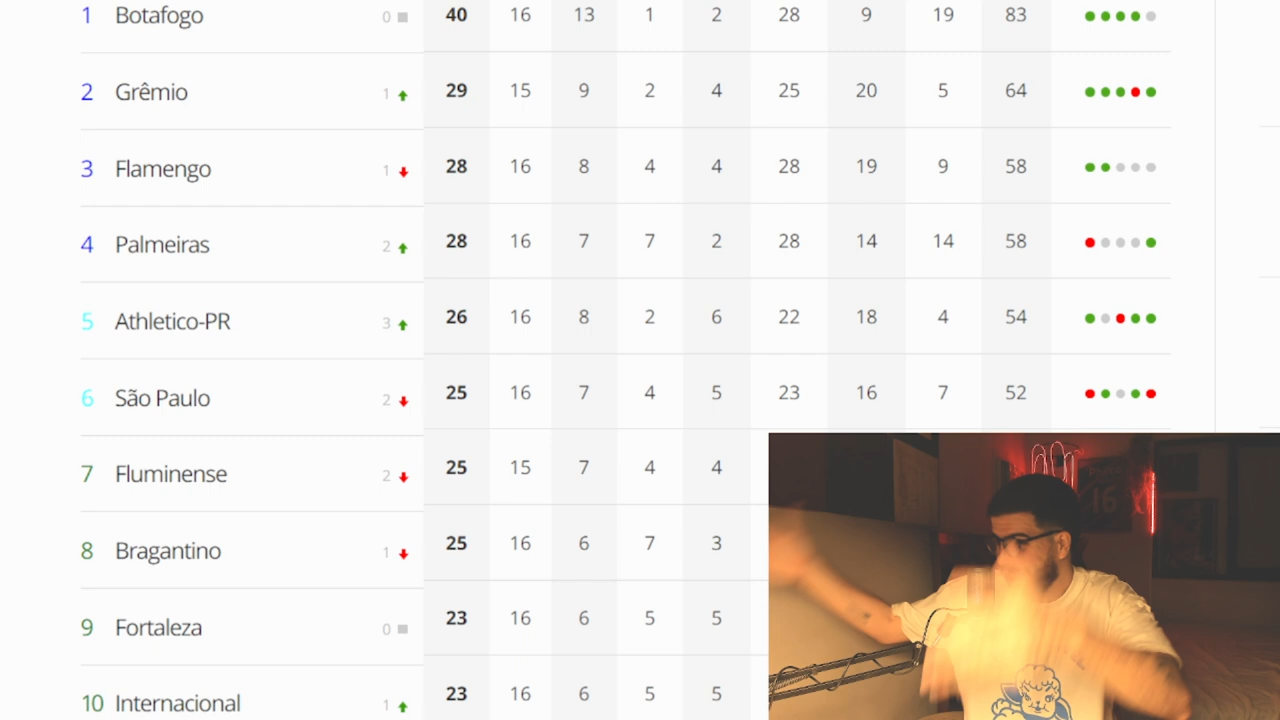 1 Botafogo 0 40 16 13 1 2 28 9 19 83
2 Grêmio 1 29 15 9 2 4 25 20 5 64
3 Flamengo 1 28 16 8 4 4 28 19 9 58
4 Palmeiras 2 28 16 7 7 2 28 14 14 58
5 Athletico-PR 3 26 16 8 2 6 22 18 4 54
6 São Paulo 2 25 16 7 4 5 23 16 7 52
7 Fluminense 2 25 15 7 4 4
8 Bragantino 1 25 16 6 7 3
9 Fortaleza 0 23 16 6 5 5
10 Internacional 1 23 16 6 5 5
16